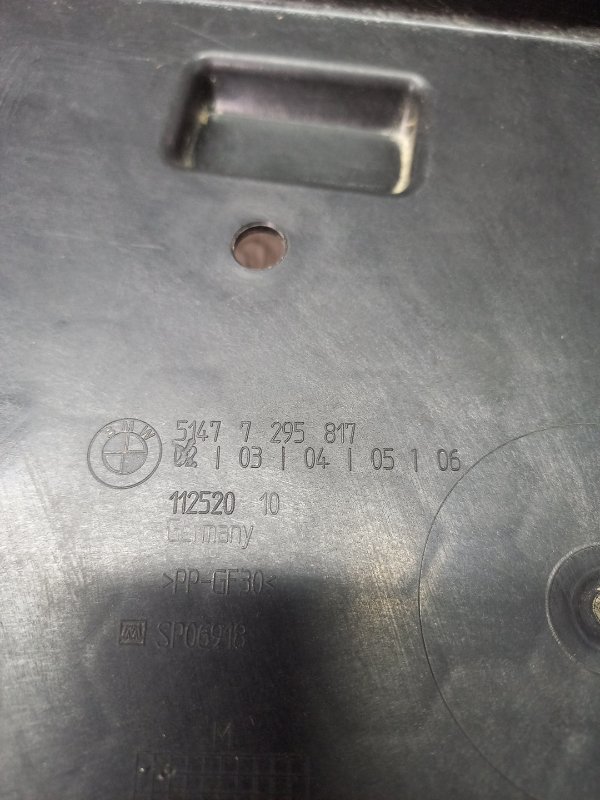 BMW
5147 7 295 817
02 | 03 | 04 | 05 | 06
112520 10
Germany
>PP-GF30<
SP06918
M